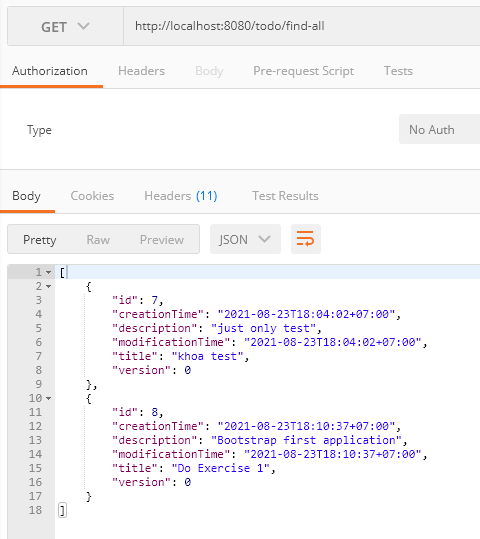 GET http://localhost:8080/todo/find-all
Authorization Headers Body Pre-request Script Tests
Type No Auth
Body Cookies Headers (11) Test Results
Pretty Raw Preview JSON
1 [
2 {
3 "id": 7,
4 "creationTime": "2021-08-23T18:04:02+07:00",
5 "description": "just only test",
6 "modificationTime": "2021-08-23T18:04:02+07:00",
7 "title": "khoa test",
8 "version": 0
9 },
10 {
11 "id": 8,
12 "creationTime": "2021-08-23T18:10:37+07:00",
13 "description": "Bootstrap first application",
14 "modificationTime": "2021-08-23T18:10:37+07:00",
15 "title": "Do Exercise 1",
16 "version": 0
17 }
18 ]